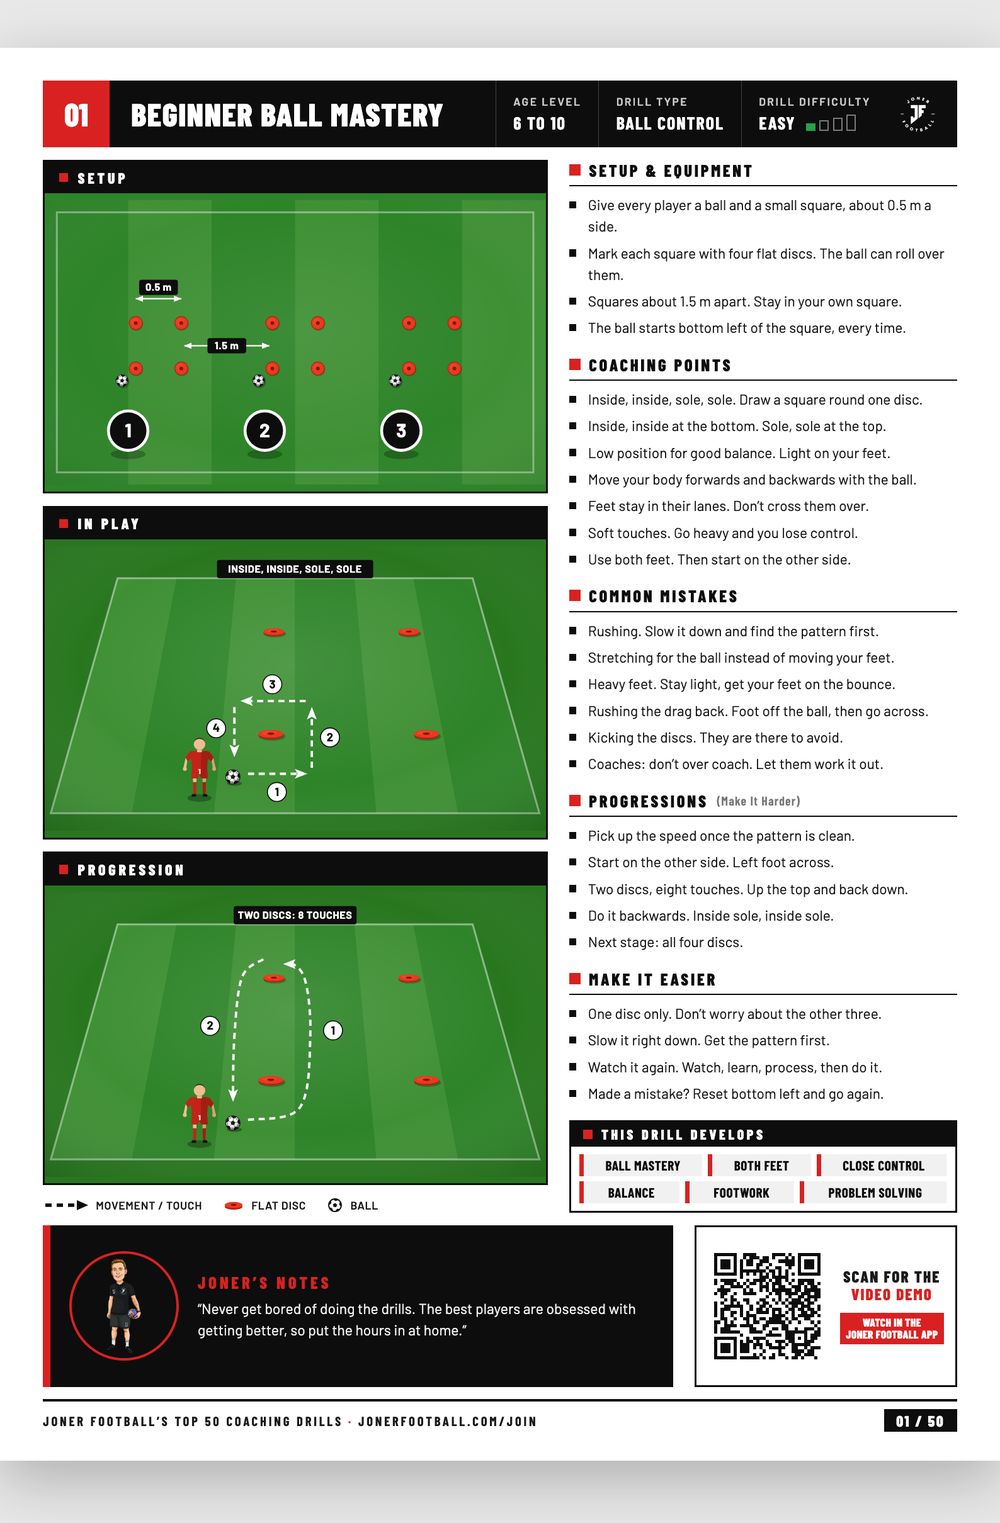 01
BEGINNER BALL MASTERY
AGE LEVEL
6 TO 10
DRILL TYPE
BALL CONTROL
DRILL DIFFICULTY
EASY
JONER
JF
FOOTBALL
SETUP
0.5 m
1.5 m
1
2
3
IN PLAY
INSIDE, INSIDE, SOLE, SOLE
3
4
2
1
1
PROGRESSION
TWO DISCS: 8 TOUCHES
2
1
1
MOVEMENT / TOUCH
FLAT DISC
BALL
SETUP & EQUIPMENT
Give every player a ball and a small square, about 0.5 m a
side.
Mark each square with four flat discs. The ball can roll over
them.
Squares about 1.5 m apart. Stay in your own square.
The ball starts bottom left of the square, every time.
COACHING POINTS
Inside, inside, sole, sole. Draw a square round one disc.
Inside, inside at the bottom. Sole, sole at the top.
Low position for good balance. Light on your feet.
Move your body forwards and backwards with the ball.
Feet stay in their lanes. Don’t cross them over.
Soft touches. Go heavy and you lose control.
Use both feet. Then start on the other side.
COMMON MISTAKES
Rushing. Slow it down and find the pattern first.
Stretching for the ball instead of moving your feet.
Heavy feet. Stay light, get your feet on the bounce.
Rushing the drag back. Foot off the ball, then go across.
Kicking the discs. They are there to avoid.
Coaches: don’t over coach. Let them work it out.
PROGRESSIONS (Make It Harder)
Pick up the speed once the pattern is clean.
Start on the other side. Left foot across.
Two discs, eight touches. Up the top and back down.
Do it backwards. Inside sole, inside sole.
Next stage: all four discs.
MAKE IT EASIER
One disc only. Don’t worry about the other three.
Slow it right down. Get the pattern first.
Watch it again. Watch, learn, process, then do it.
Made a mistake? Reset bottom left and go again.
THIS DRILL DEVELOPS
BALL MASTERY
BOTH FEET
CLOSE CONTROL
BALANCE
FOOTWORK
PROBLEM SOLVING
JONER’S NOTES
“Never get bored of doing the drills. The best players are obsessed with
getting better, so put the hours in at home.”
SCAN FOR THE
VIDEO DEMO
WATCH IN THE
JONER FOOTBALL APP
JONER FOOTBALL’S TOP 50 COACHING DRILLS · JONERFOOTBALL.COM/JOIN
01 / 50